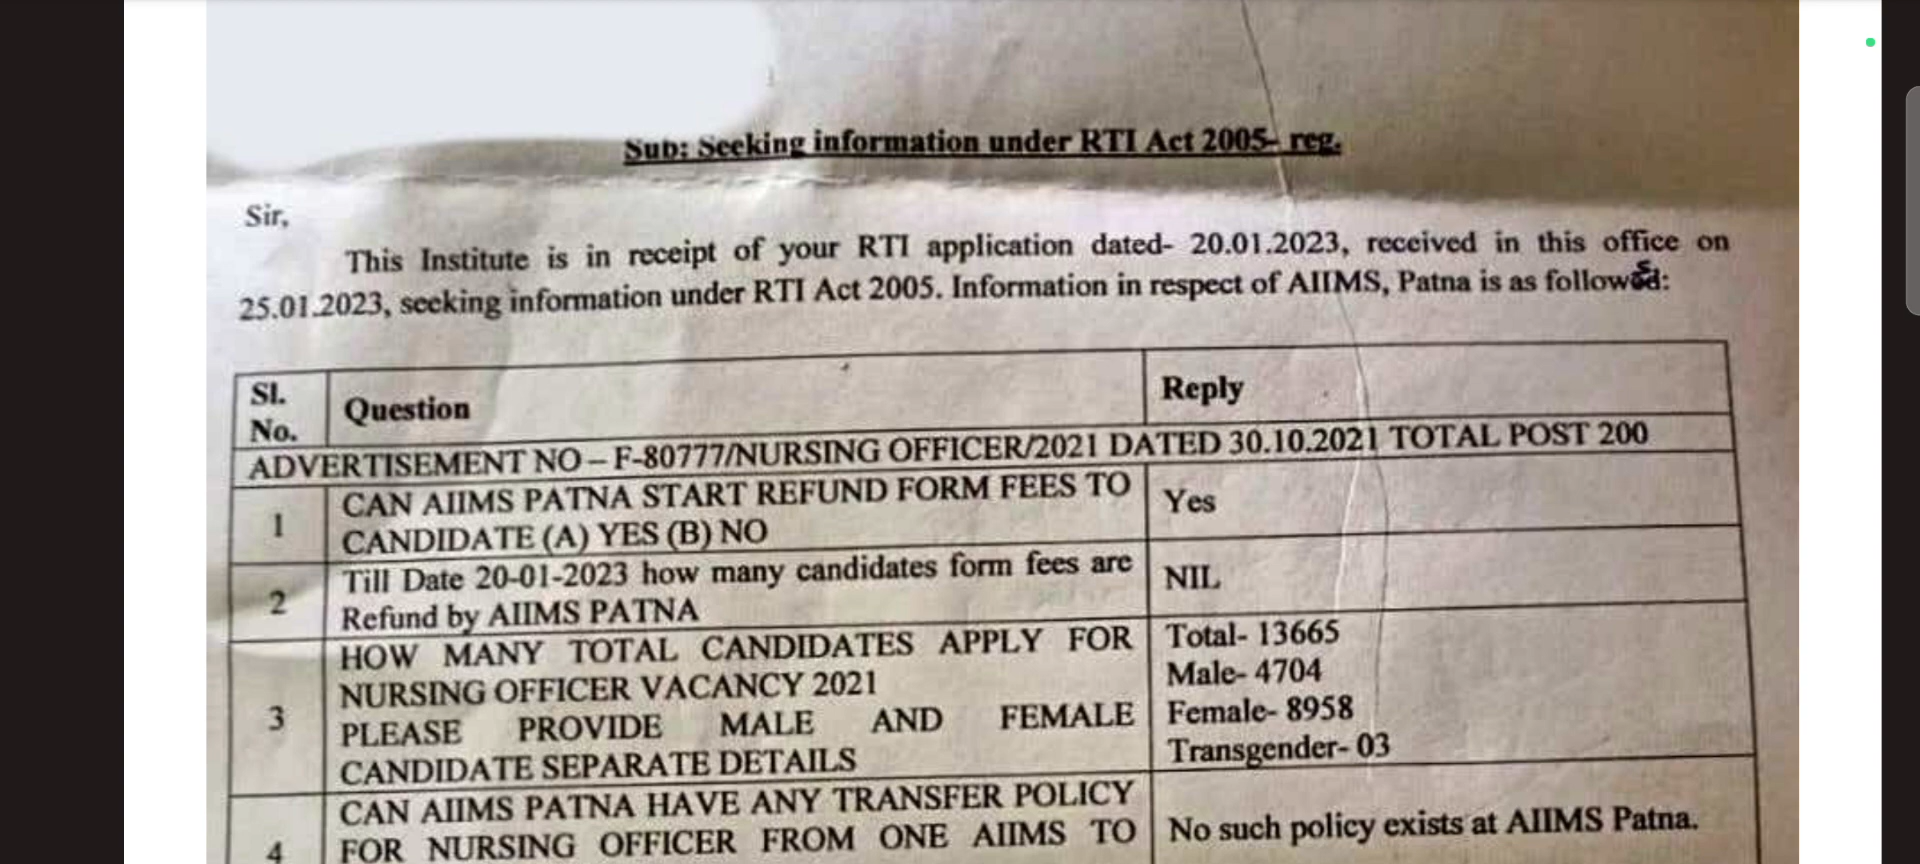 Sub: Seeking information under RTI Act 2005- reg.
Sir,
This Institute is in receipt of your RTI application dated- 20.01.2023, received in this office on
25.01.2023, seeking information under RTI Act 2005. Information in respect of AIIMS, Patna is as follows:
Sl. No. Question Reply
ADVERTISEMENT NO – F-80777/NURSING OFFICER/2021 DATED 30.10.2021 TOTAL POST 200
1 CAN AIIMS PATNA START REFUND FORM FEES TO Yes
CANDIDATE (A) YES (B) NO
2 Till Date 20-01-2023 how many candidates form fees are NIL
Refund by AIIMS PATNA
3 HOW MANY TOTAL CANDIDATES APPLY FOR Total- 13665
NURSING OFFICER VACANCY 2021 Male- 4704
PLEASE PROVIDE MALE AND FEMALE Female- 8958
CANDIDATE SEPARATE DETAILS Transgender- 03
4 CAN AIIMS PATNA HAVE ANY TRANSFER POLICY
FOR NURSING OFFICER FROM ONE AIIMS TO No such policy exists at AIIMS Patna.